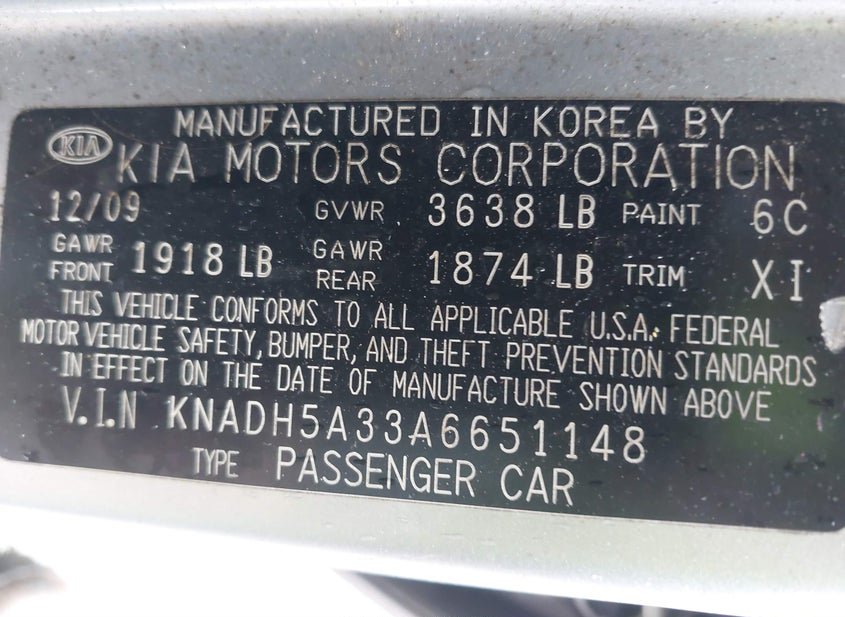 MANUFACTURED IN KOREA BY
KIA KIA MOTORS CORPORATION
12/09 GVWR 3638 LB PAINT 6C
GAWR FRONT 1918 LB GAWR REAR 1874 LB TRIM XI
THIS VEHICLE CONFORMS TO ALL APPLICABLE U.S.A. FEDERAL
MOTOR VEHICLE SAFETY, BUMPER, AND THEFT PREVENTION STANDARDS
IN EFFECT ON THE DATE OF MANUFACTURE SHOWN ABOVE
V.I.N KNADH5A33A6651148
TYPE PASSENGER CAR